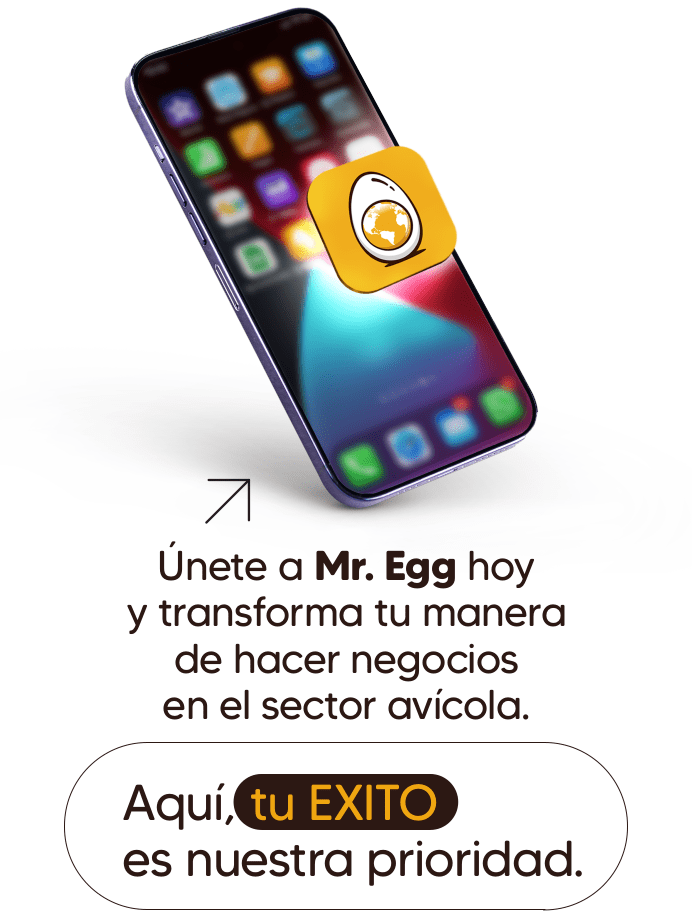 Únete a Mr. Egg hoy
y transforma tu manera
de hacer negocios
en el sector avícola.
Aquí, tu EXITO
es nuestra prioridad.